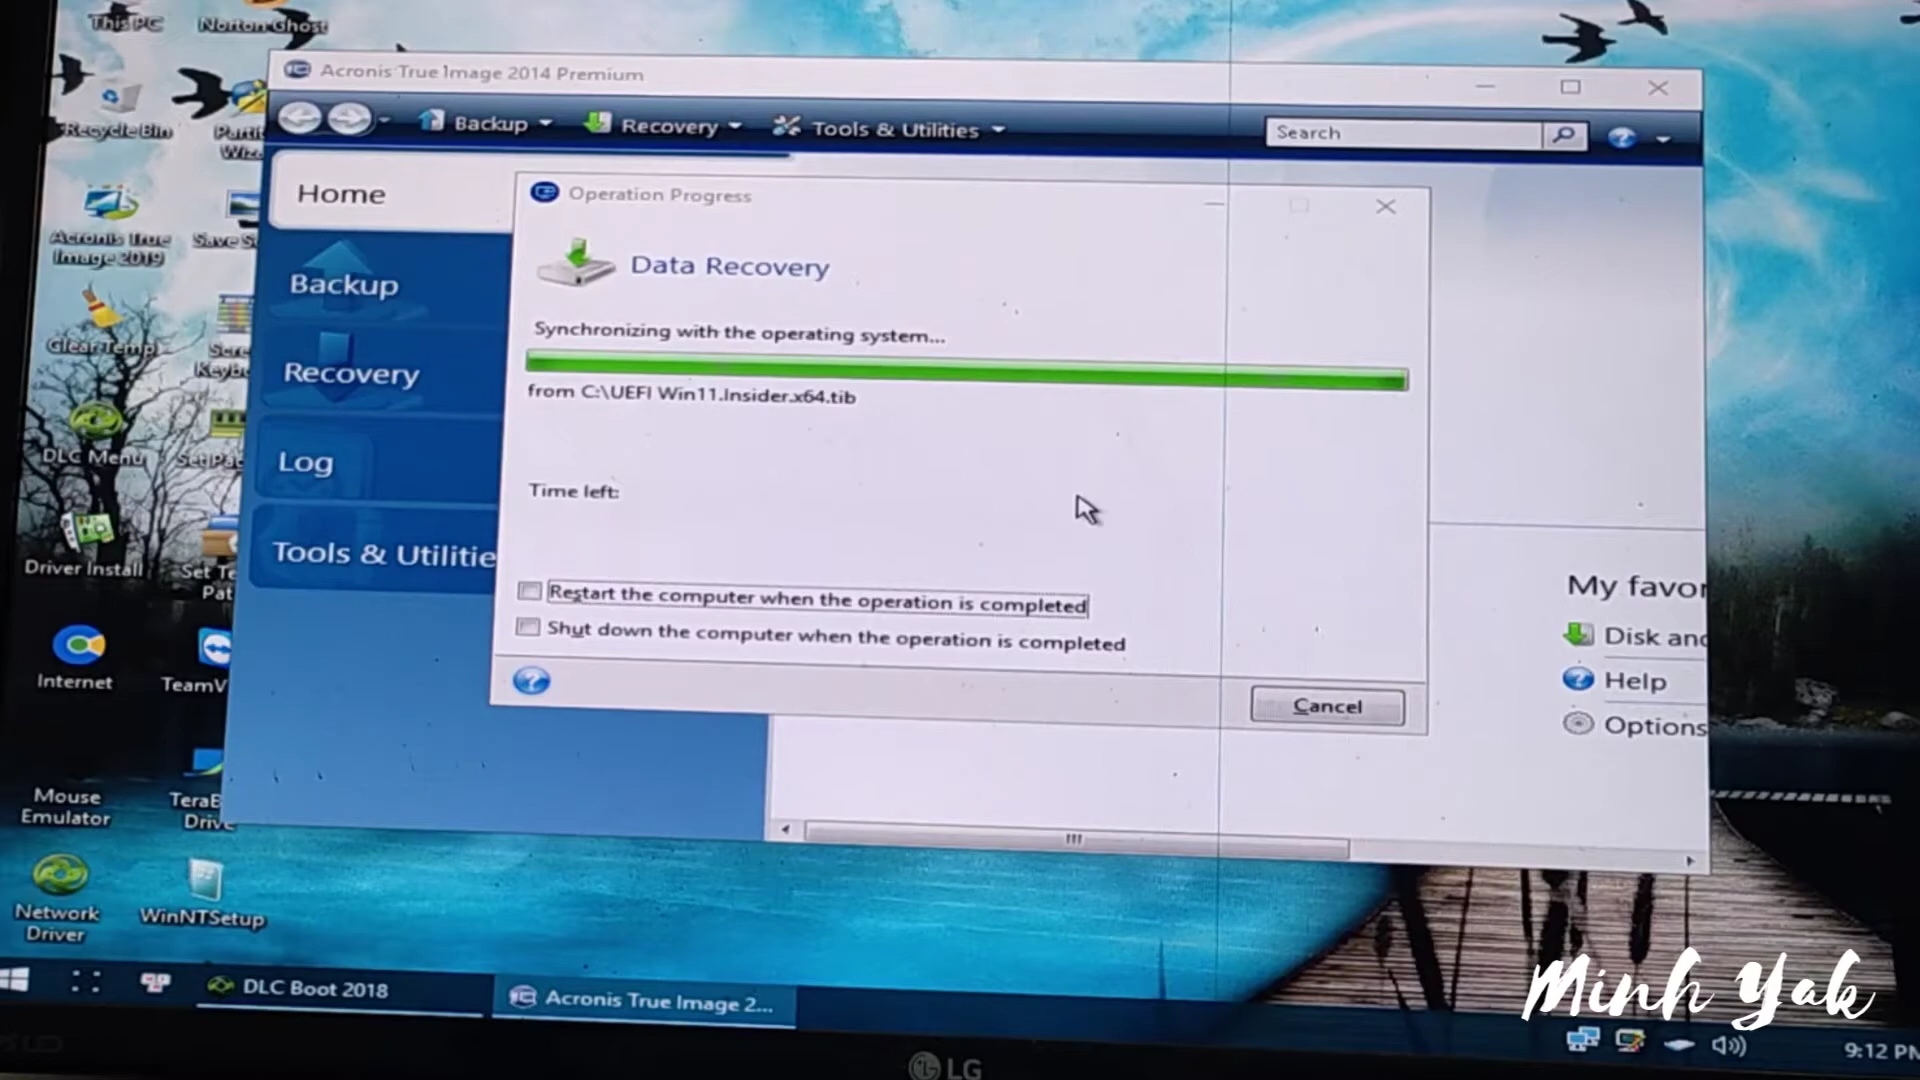 This PC
Norton Ghost
Acronis True Image 2014 Premium
Backup
Recovery
Tools & Utilities
Search
Recycle Bin
Home
Operation Progress
Data Recovery
Acronis True
Image 2019
Save S
Backup
Synchronizing with the operating system...
from C:\UEFI Win11.Insider.x64.tib
Clear Temp
Recovery
DLC Menu
Log
Time left:
Driver Install
Set Te
Pat
Tools & Utilitie
Restart the computer when the operation is completed
Shut down the computer when the operation is completed
My favor
Disk and
Help
Options
Internet
TeamV
Cancel
Mouse
Emulator
TeraB
Drive
Network
Driver
WinNTSetup
DLC Boot 2018
Acronis True Image 2...
Minh Yak
9:12 PM
LG